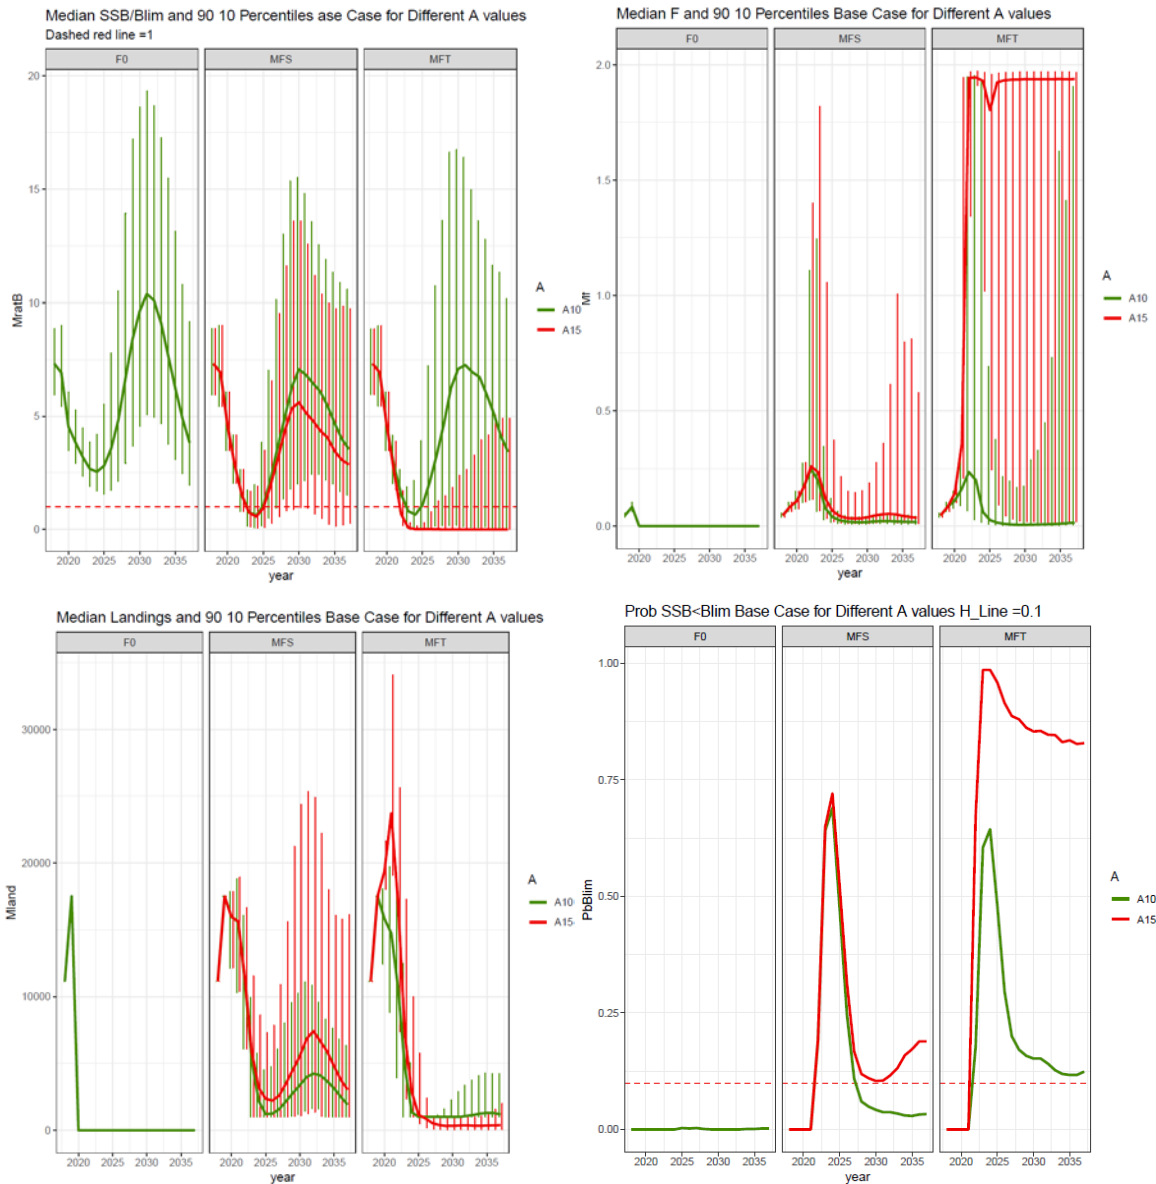 Median SSB/Blim and 90 10 Percentiles ase Case for Different A values
Dashed red line =1
F0 MFS MFT
20
15
10
5
0
MratB
2020 2025 2030 2035 2020 2025 2030 2035 2020 2025 2030 2035
year
A
A10
A15
Median F and 90 10 Percentiles Base Case for Different A values
F0 MFS MFT
2.0
1.5
1.0
0.5
0.0
Mf
2020 2025 2030 2035 2020 2025 2030 2035 2020 2025 2030 2035
year
A
A10
A15
Median Landings and 90 10 Percentiles Base Case for Different A values
F0 MFS MFT
30000
20000
10000
0
Mland
2020 2025 2030 2035 2020 2025 2030 2035 2020 2025 2030 2035
year
A
A10
A15
Prob SSB<Blim Base Case for Different A values H_Line =0.1
F0 MFS MFT
1.00
0.75
0.50
0.25
0.00
PbBlim
2020 2025 2030 2035 2020 2025 2030 2035 2020 2025 2030 2035
year
A
A10
A15